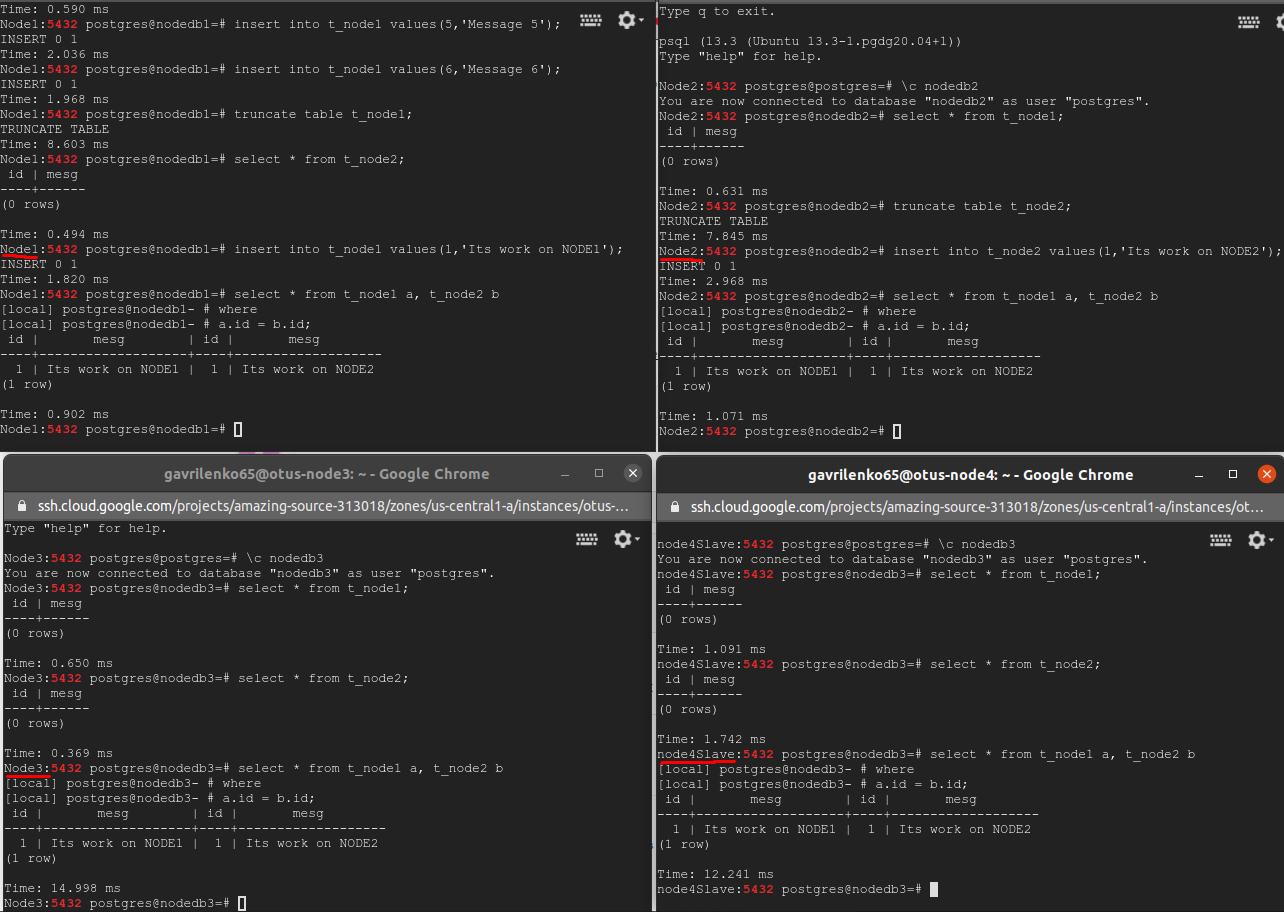 Time: 0.590 ms
Node1:5432 postgres@nodedb1=# insert into t_node1 values(5,'Message 5');
INSERT 0 1
Time: 2.036 ms
Node1:5432 postgres@nodedb1=# insert into t_node1 values(6,'Message 6');
INSERT 0 1
Time: 1.968 ms
Node1:5432 postgres@nodedb1=# truncate table t_node1;
TRUNCATE TABLE
Time: 8.603 ms
Node1:5432 postgres@nodedb1=# select * from t_node2;
 id | mesg
----+------
(0 rows)
Time: 0.494 ms
Node1:5432 postgres@nodedb1=# insert into t_node1 values(1,'Its work on NODE1');
INSERT 0 1
Time: 1.820 ms
Node1:5432 postgres@nodedb1=# select * from t_node1 a, t_node2 b
[local] postgres@nodedb1- # where
[local] postgres@nodedb1- # a.id = b.id;
 id |       mesg        | id |       mesg
----+-------------------+----+-------------------
  1 | Its work on NODE1 |  1 | Its work on NODE2
(1 row)
Time: 0.902 ms
Node1:5432 postgres@nodedb1=#
Type q to exit.
psql (13.3 (Ubuntu 13.3-1.pgdg20.04+1))
Type "help" for help.
Node2:5432 postgres@postgres=# \c nodedb2
You are now connected to database "nodedb2" as user "postgres".
Node2:5432 postgres@nodedb2=# select * from t_node1;
 id | mesg
----+------
(0 rows)
Time: 0.631 ms
Node2:5432 postgres@nodedb2=# truncate table t_node2;
TRUNCATE TABLE
Time: 7.845 ms
Node2:5432 postgres@nodedb2=# insert into t_node2 values(1,'Its work on NODE2');
INSERT 0 1
Time: 2.968 ms
Node2:5432 postgres@nodedb2=# select * from t_node1 a, t_node2 b
[local] postgres@nodedb2- # where
[local] postgres@nodedb2- # a.id = b.id;
 id |       mesg        | id |       mesg
----+-------------------+----+-------------------
  1 | Its work on NODE1 |  1 | Its work on NODE2
(1 row)
Time: 1.071 ms
Node2:5432 postgres@nodedb2=#
gavrilenko65@otus-node3: ~ - Google Chrome
ssh.cloud.google.com/projects/amazing-source-313018/zones/us-central1-a/instances/otus-...
Type "help" for help.
Node3:5432 postgres@postgres=# \c nodedb3
You are now connected to database "nodedb3" as user "postgres".
Node3:5432 postgres@nodedb3=# select * from t_node1;
 id | mesg
----+------
(0 rows)
Time: 0.650 ms
Node3:5432 postgres@nodedb3=# select * from t_node2;
 id | mesg
----+------
(0 rows)
Time: 0.369 ms
Node3:5432 postgres@nodedb3=# select * from t_node1 a, t_node2 b
[local] postgres@nodedb3- # where
[local] postgres@nodedb3- # a.id = b.id;
 id |       mesg        | id |       mesg
----+-------------------+----+-------------------
  1 | Its work on NODE1 |  1 | Its work on NODE2
(1 row)
Time: 14.998 ms
Node3:5432 postgres@nodedb3=#
gavrilenko65@otus-node4: ~ - Google Chrome
ssh.cloud.google.com/projects/amazing-source-313018/zones/us-central1-a/instances/ot...
node4Slave:5432 postgres@postgres=# \c nodedb3
You are now connected to database "nodedb3" as user "postgres".
node4Slave:5432 postgres@nodedb3=# select * from t_node1;
 id | mesg
----+------
(0 rows)
Time: 1.091 ms
node4Slave:5432 postgres@nodedb3=# select * from t_node2;
 id | mesg
----+------
(0 rows)
Time: 1.742 ms
node4Slave:5432 postgres@nodedb3=# select * from t_node1 a, t_node2 b
[local] postgres@nodedb3- # where
[local] postgres@nodedb3- # a.id = b.id;
 id |       mesg        | id |       mesg
----+-------------------+----+-------------------
  1 | Its work on NODE1 |  1 | Its work on NODE2
(1 row)
Time: 12.241 ms
node4Slave:5432 postgres@nodedb3=#